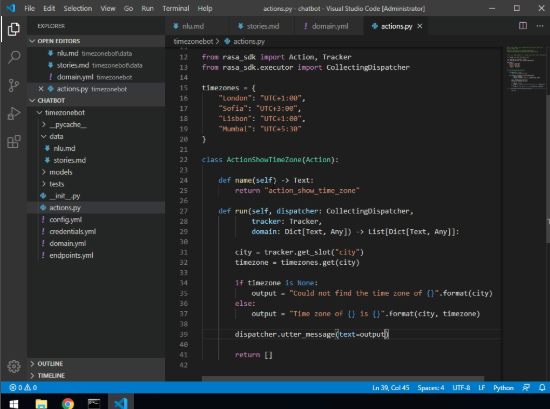 File Edit Selection View Go Run Terminal Help
actions.py - chatbot - Visual Studio Code [Administrator]
EXPLORER
OPEN EDITORS
nlu.md timezonebot\data
stories.md timezonebot\data
domain.yml timezonebot
actions.py timezonebot
CHATBOT
timezonebot
__pycache__
data
nlu.md
stories.md
models
tests
__init__.py
actions.py
config.yml
credentials.yml
domain.yml
endpoints.yml
OUTLINE
TIMELINE
nlu.md stories.md domain.yml actions.py
timezonebot > actions.py
11
12 from rasa_sdk import Action, Tracker
13 from rasa_sdk.executor import CollectingDispatcher
14
15 timezones = {
16 "London": "UTC+1:00",
17 "Sofia": "UTC+3:00",
18 "Lisbon": "UTC+1:00",
19 "Mumbai": "UTC+5:30"
20 }
21
22 class ActionShowTimeZone(Action):
23
24 def name(self) -> Text:
25 return "action_show_time_zone"
26
27 def run(self, dispatcher: CollectingDispatcher,
28 tracker: Tracker,
29 domain: Dict[Text, Any]) -> List[Dict[Text, Any]]:
30
31 city = tracker.get_slot("city")
32 timezone = timezones.get(city)
33
34 if timezone is None:
35 output = "Could not find the time zone of {}".format(city)
36 else:
37 output = "Time zone of {} is {}".format(city, timezone)
38
39 dispatcher.utter_message(text=output)
40
41 return []
42
0 0 Ln 39, Col 45 Spaces: 4 UTF-8 LF Python